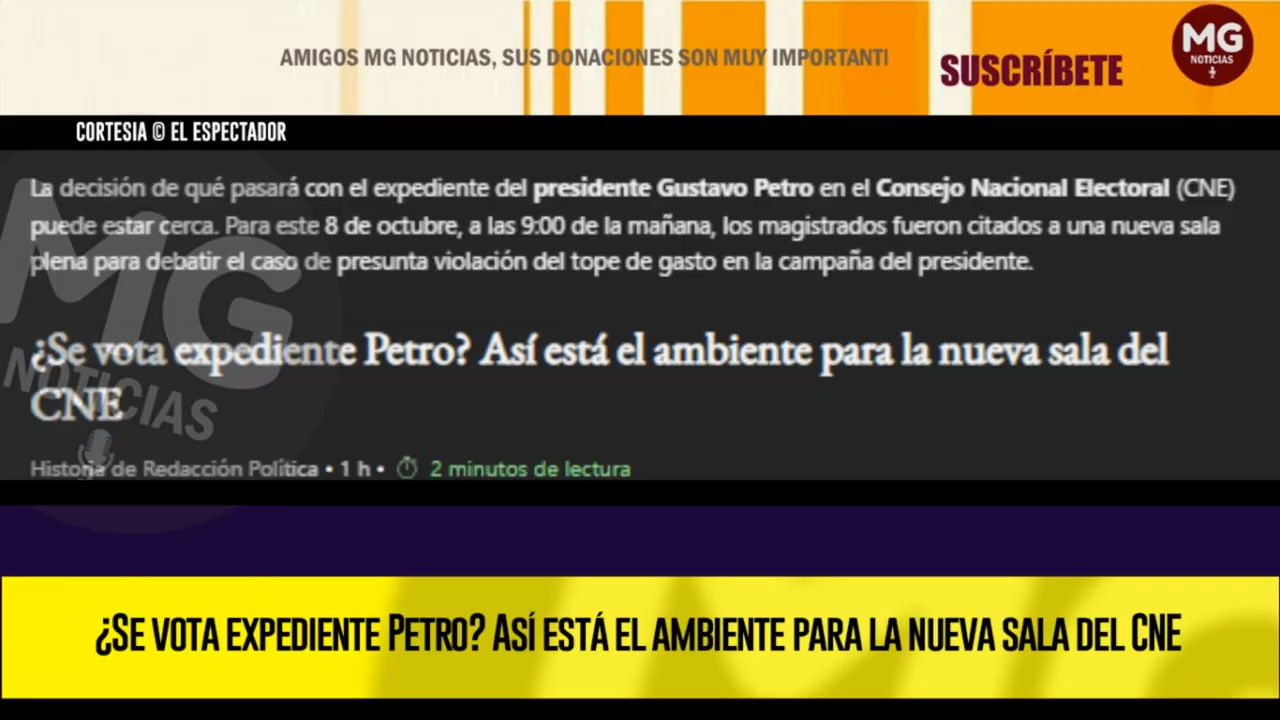 AMIGOS MG NOTICIAS, SUS DONACIONES SON MUY IMPORTANTI
SUSCRÍBETE
MG
NOTICIAS
CORTESIA © EL ESPECTADOR
La decisión de qué pasará con el expediente del presidente Gustavo Petro en el Consejo Nacional Electoral (CNE)
puede estar cerca. Para este 8 de octubre, a las 9:00 de la mañana, los magistrados fueron citados a una nueva sala
plena para debatir el caso de presunta violación del tope de gasto en la campaña del presidente.
MG
NOTICIAS
¿Se vota expediente Petro? Así está el ambiente para la nueva sala del
CNE
Historia de Redacción Política • 1 h • 2 minutos de lectura
¿SE VOTA EXPEDIENTE PETRO? ASÍ ESTÁ EL AMBIENTE PARA LA NUEVA SALA DEL CNE